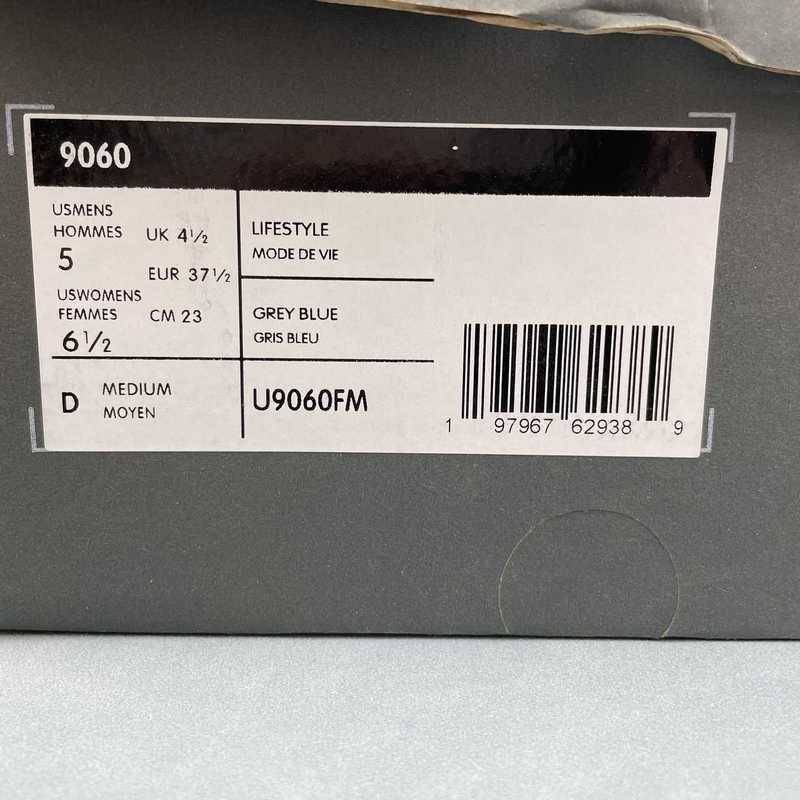 9060
USMENS
HOMMES
5
UK 4½
EUR 37½
USWOMENS
FEMMES
6½
CM 23
LIFESTYLE
MODE DE VIE
GREY BLUE
GRIS BLEU
D
MEDIUM
MOYEN
U9060FM
1 97967 62938 9